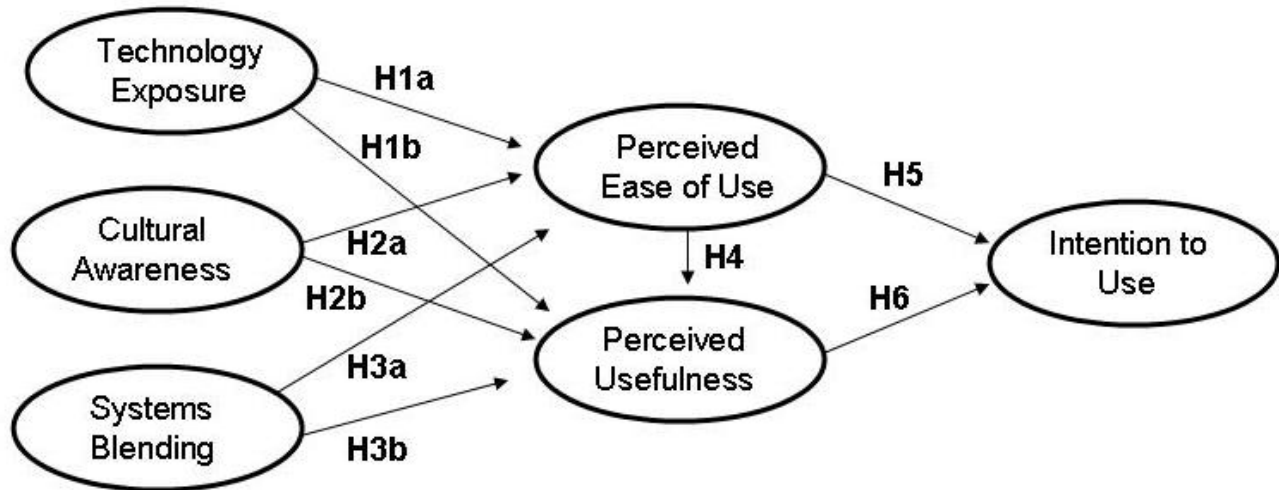 Technology
Exposure
H1a
H1b
Perceived
Ease of Use
H5
Cultural
Awareness
H2a
H2b
H4
Intention to
Use
H6
Perceived
Usefulness
H3a
H3b
Systems
Blending